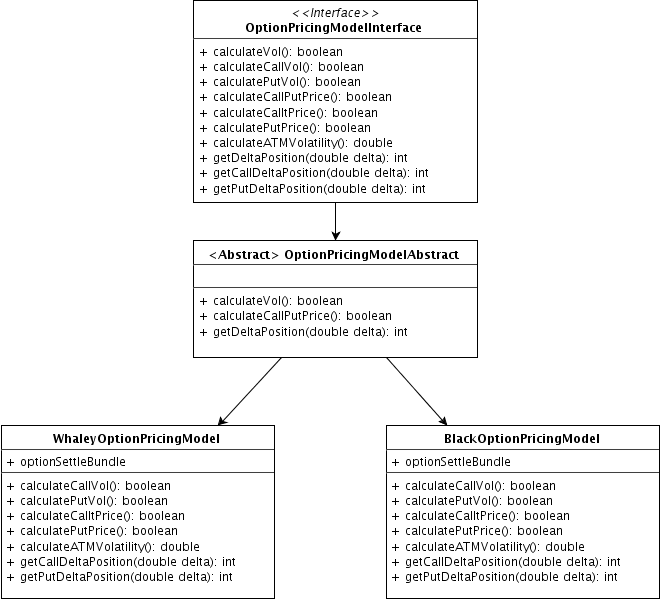 <<Interface>>
OptionPricingModelInterface
+ calculateVol(): boolean
+ calculateCallVol(): boolean
+ calculatePutVol(): boolean
+ calculateCallPutPrice(): boolean
+ calculateCalltPrice(): boolean
+ calculatePutPrice(): boolean
+ calculateATMVolatility(): double
+ getDeltaPosition(double delta): int
+ getCallDeltaPosition(double delta): int
+ getPutDeltaPosition(double delta): int
<Abstract> OptionPricingModelAbstract
+ calculateVol(): boolean
+ calculateCallPutPrice(): boolean
+ getDeltaPosition(double delta): int
WhaleyOptionPricingModel
+ optionSettleBundle
+ calculateCallVol(): boolean
+ calculatePutVol(): boolean
+ calculateCalltPrice(): boolean
+ calculatePutPrice(): boolean
+ calculateATMVolatility(): double
+ getCallDeltaPosition(double delta): int
+ getPutDeltaPosition(double delta): int
BlackOptionPricingModel
+ optionSettleBundle
+ calculateCallVol(): boolean
+ calculatePutVol(): boolean
+ calculateCalltPrice(): boolean
+ calculatePutPrice(): boolean
+ calculateATMVolatility(): double
+ getCallDeltaPosition(double delta): int
+ getPutDeltaPosition(double delta): int